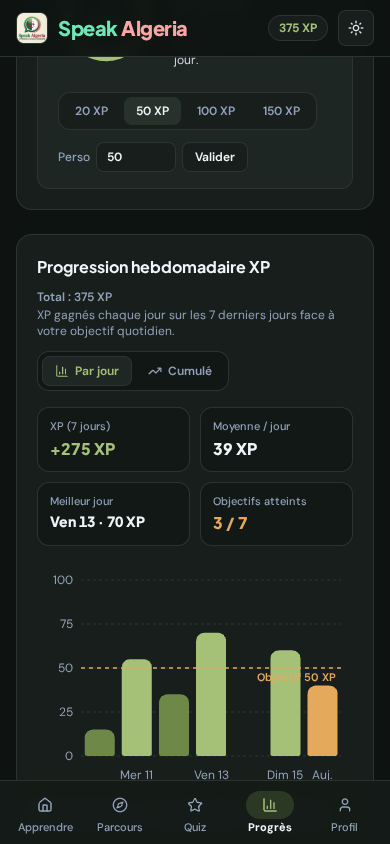 Speak Algeria
375 XP
jour.
20 XP
50 XP
100 XP
150 XP
Perso
50
Valider
Progression hebdomadaire XP
Total : 375 XP
XP gagnés chaque jour sur les 7 derniers jours face à
votre objectif quotidien.
Par jour
Cumulé
XP (7 jours)
+275 XP
Moyenne / jour
39 XP
Meilleur jour
Ven 13 · 70 XP
Objectifs atteints
3 / 7
100
75
50
25
0
Objectif 50 XP
Mer 11
Ven 13
Dim 15
Auj.
Apprendre
Parcours
Quiz
Progrès
Profil